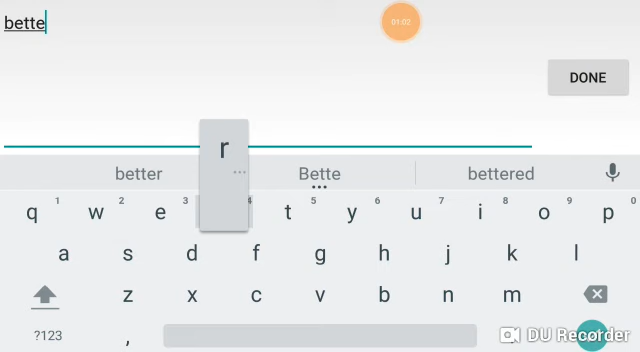 bette
01:02
DONE
r
better Bette bettered
q 1 w 2 e 3 4 t 5 y 6 u 7 i 8 o 9 p 0
a s d f g h j k l
z x c v b n m
?123 , DU Recorder